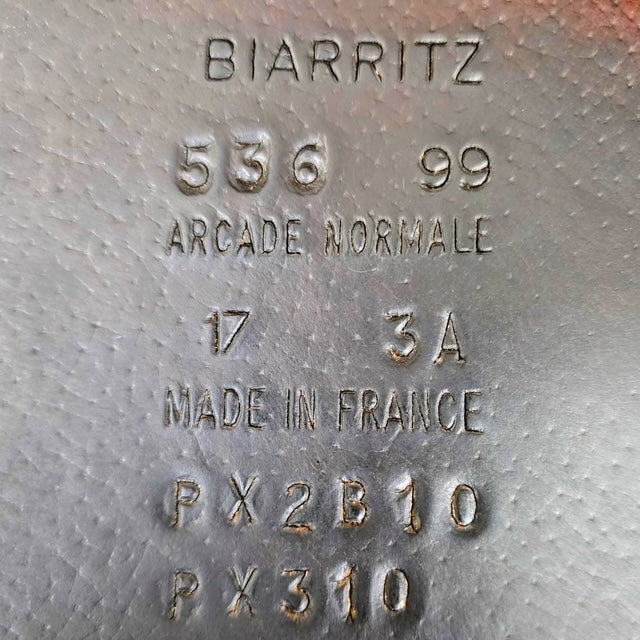 BIARRITZ
536 99
ARCADE NORMALE
17 3A
MADE IN FRANCE
PX2B10
PX310